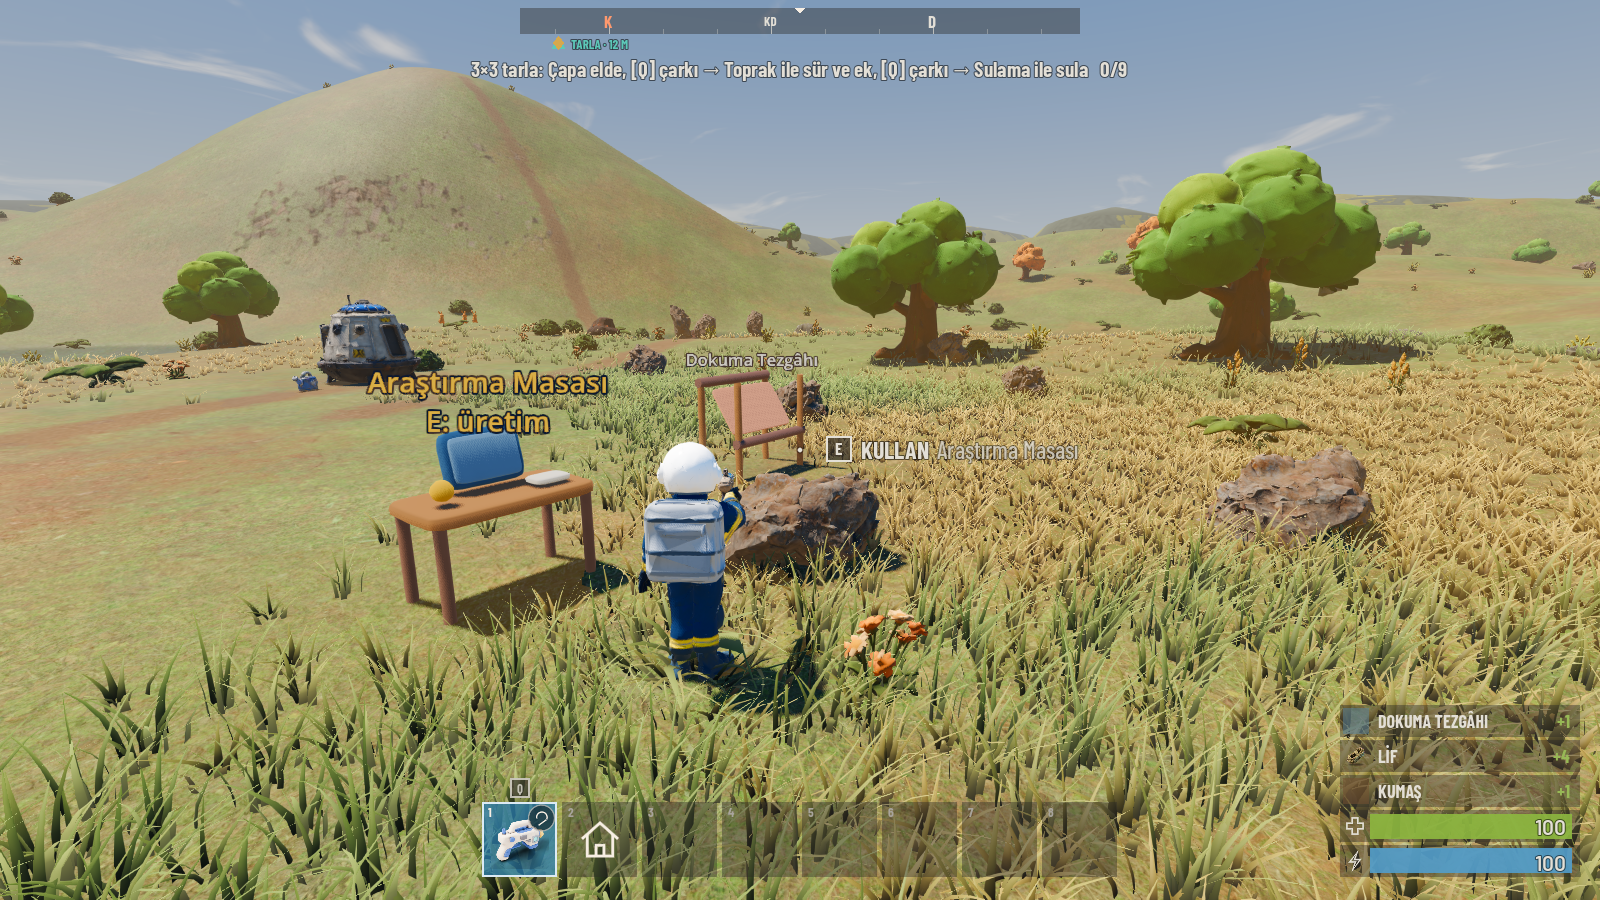 K KD D
TARLA · 12 M
3×3 tarla: Çapa elde, [Q] çarkı → Toprak ile sür ve ek, [Q] çarkı → Sulama ile sula 0/9
Dokuma Tezgâhı
Araştırma Masası
E: üretim
E KULLAN Araştırma Masası
DOKUMA TEZGÂHI +1
LİF +4
KUMAŞ +1
100
100
Q
1 2 3 4 5 6 7 8